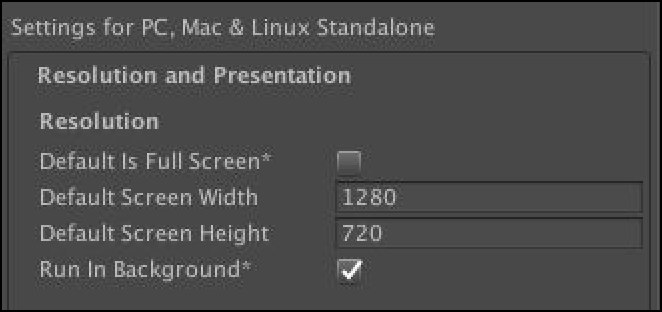 Settings for PC, Mac & Linux Standalone
Resolution and Presentation
Resolution
Default Is Full Screen*
Default Screen Width 1280
Default Screen Height 720
Run In Background*